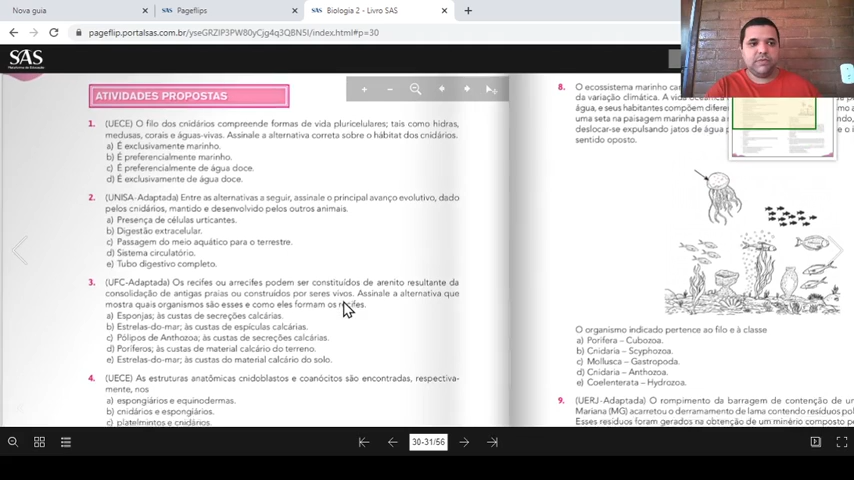 Nova guia
Pageflips
Biologia 2 - Livro SAS
pageflip.portalsas.com.br/yseGRZIP3PW80yCjg4q3QBN5I/index.html#p=30
SAS
Plataforma de Educação
ATIVIDADES PROPOSTAS
1. (UECE) O filo dos cnidários compreende formas de vida pluricelulares; tais como hidras,
medusas, corais e águas-vivas. Assinale a alternativa correta sobre o hábitat dos cnidários.
a) É exclusivamente marinho.
b) É preferencialmente marinho.
c) É preferencialmente de água doce.
d) É exclusivamente de água doce.
2. (UNISA-Adaptada) Entre as alternativas a seguir, assinale o principal avanço evolutivo, dado
pelos cnidários, mantido e desenvolvido pelos outros animais.
a) Presença de células urticantes.
b) Digestão extracelular.
c) Passagem do meio aquático para o terrestre.
d) Sistema circulatório.
e) Tubo digestivo completo.
3. (UFC-Adaptada) Os recifes ou arrecifes podem ser constituídos de arenito resultante da
consolidação de antigas praias ou construídos por seres vivos. Assinale a alternativa que
mostra quais organismos são esses e como eles formam os recifes.
a) Esponjas; às custas de secreções calcárias.
b) Estrelas-do-mar; às custas de espículas calcárias.
c) Pólipos de Anthozoa; às custas de secreções calcárias.
d) Poríferos; às custas de material calcário do terreno.
e) Estrelas-do-mar; às custas do material calcário do solo.
4. (UECE) As estruturas anatômicas cnidoblastos e coanócitos são encontradas, respectiva-
mente, nos
a) espongiários e equinodermas.
b) cnidários e espongiários.
c) platelmintos e cnidários.
8. O ecossistema marinho
da variação climática. A vida oceânica
água, e seus habitantes compõem diferen
uma seta na paisagem marinha passa a
deslocar-se expulsando jatos de água
sentido oposto.
O organismo indicado pertence ao filo e à classe
a) Porifera – Cubozoa.
b) Cnidaria – Scyphozoa.
c) Mollusca – Gastropoda.
d) Cnidaria – Anthozoa.
e) Coelenterata – Hydrozoa.
9. (UERJ-Adaptada) O rompimento da barragem de contenção de
Mariana (MG) acarretou o derramamento de lama contendo resíduos
Esses resíduos foram gerados na obtenção de um minério composto
30-31/56